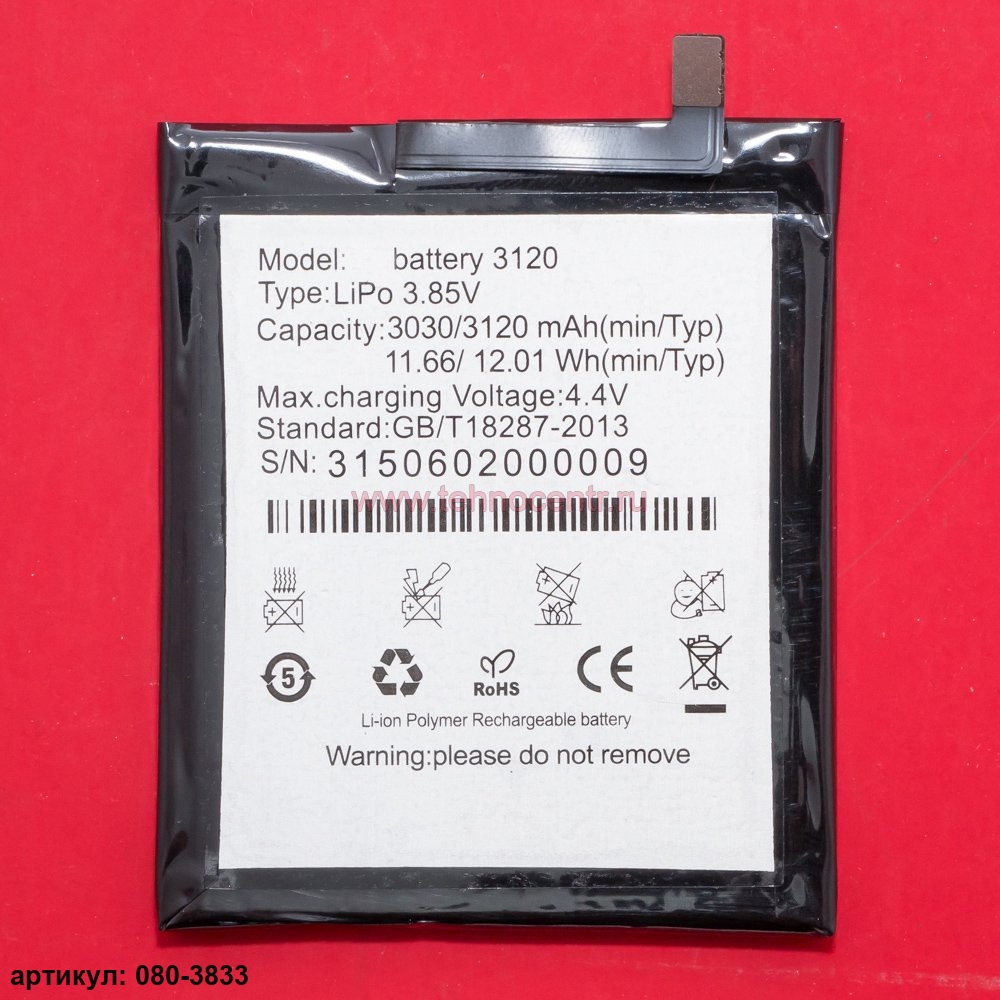 Model: battery 3120
Type:LiPo 3.85V
Capacity:3030/3120 mAh(min/Typ)
11.66/ 12.01 Wh(min/Typ)
Max.charging Voltage:4.4V
Standard:GB/T18287-2013
S/N: 3150602000009
www.tehnocentr.ru
5
RoHS
CE
Li-ion Polymer Rechargeable battery
Warning:please do not remove
артикул: 080-3833